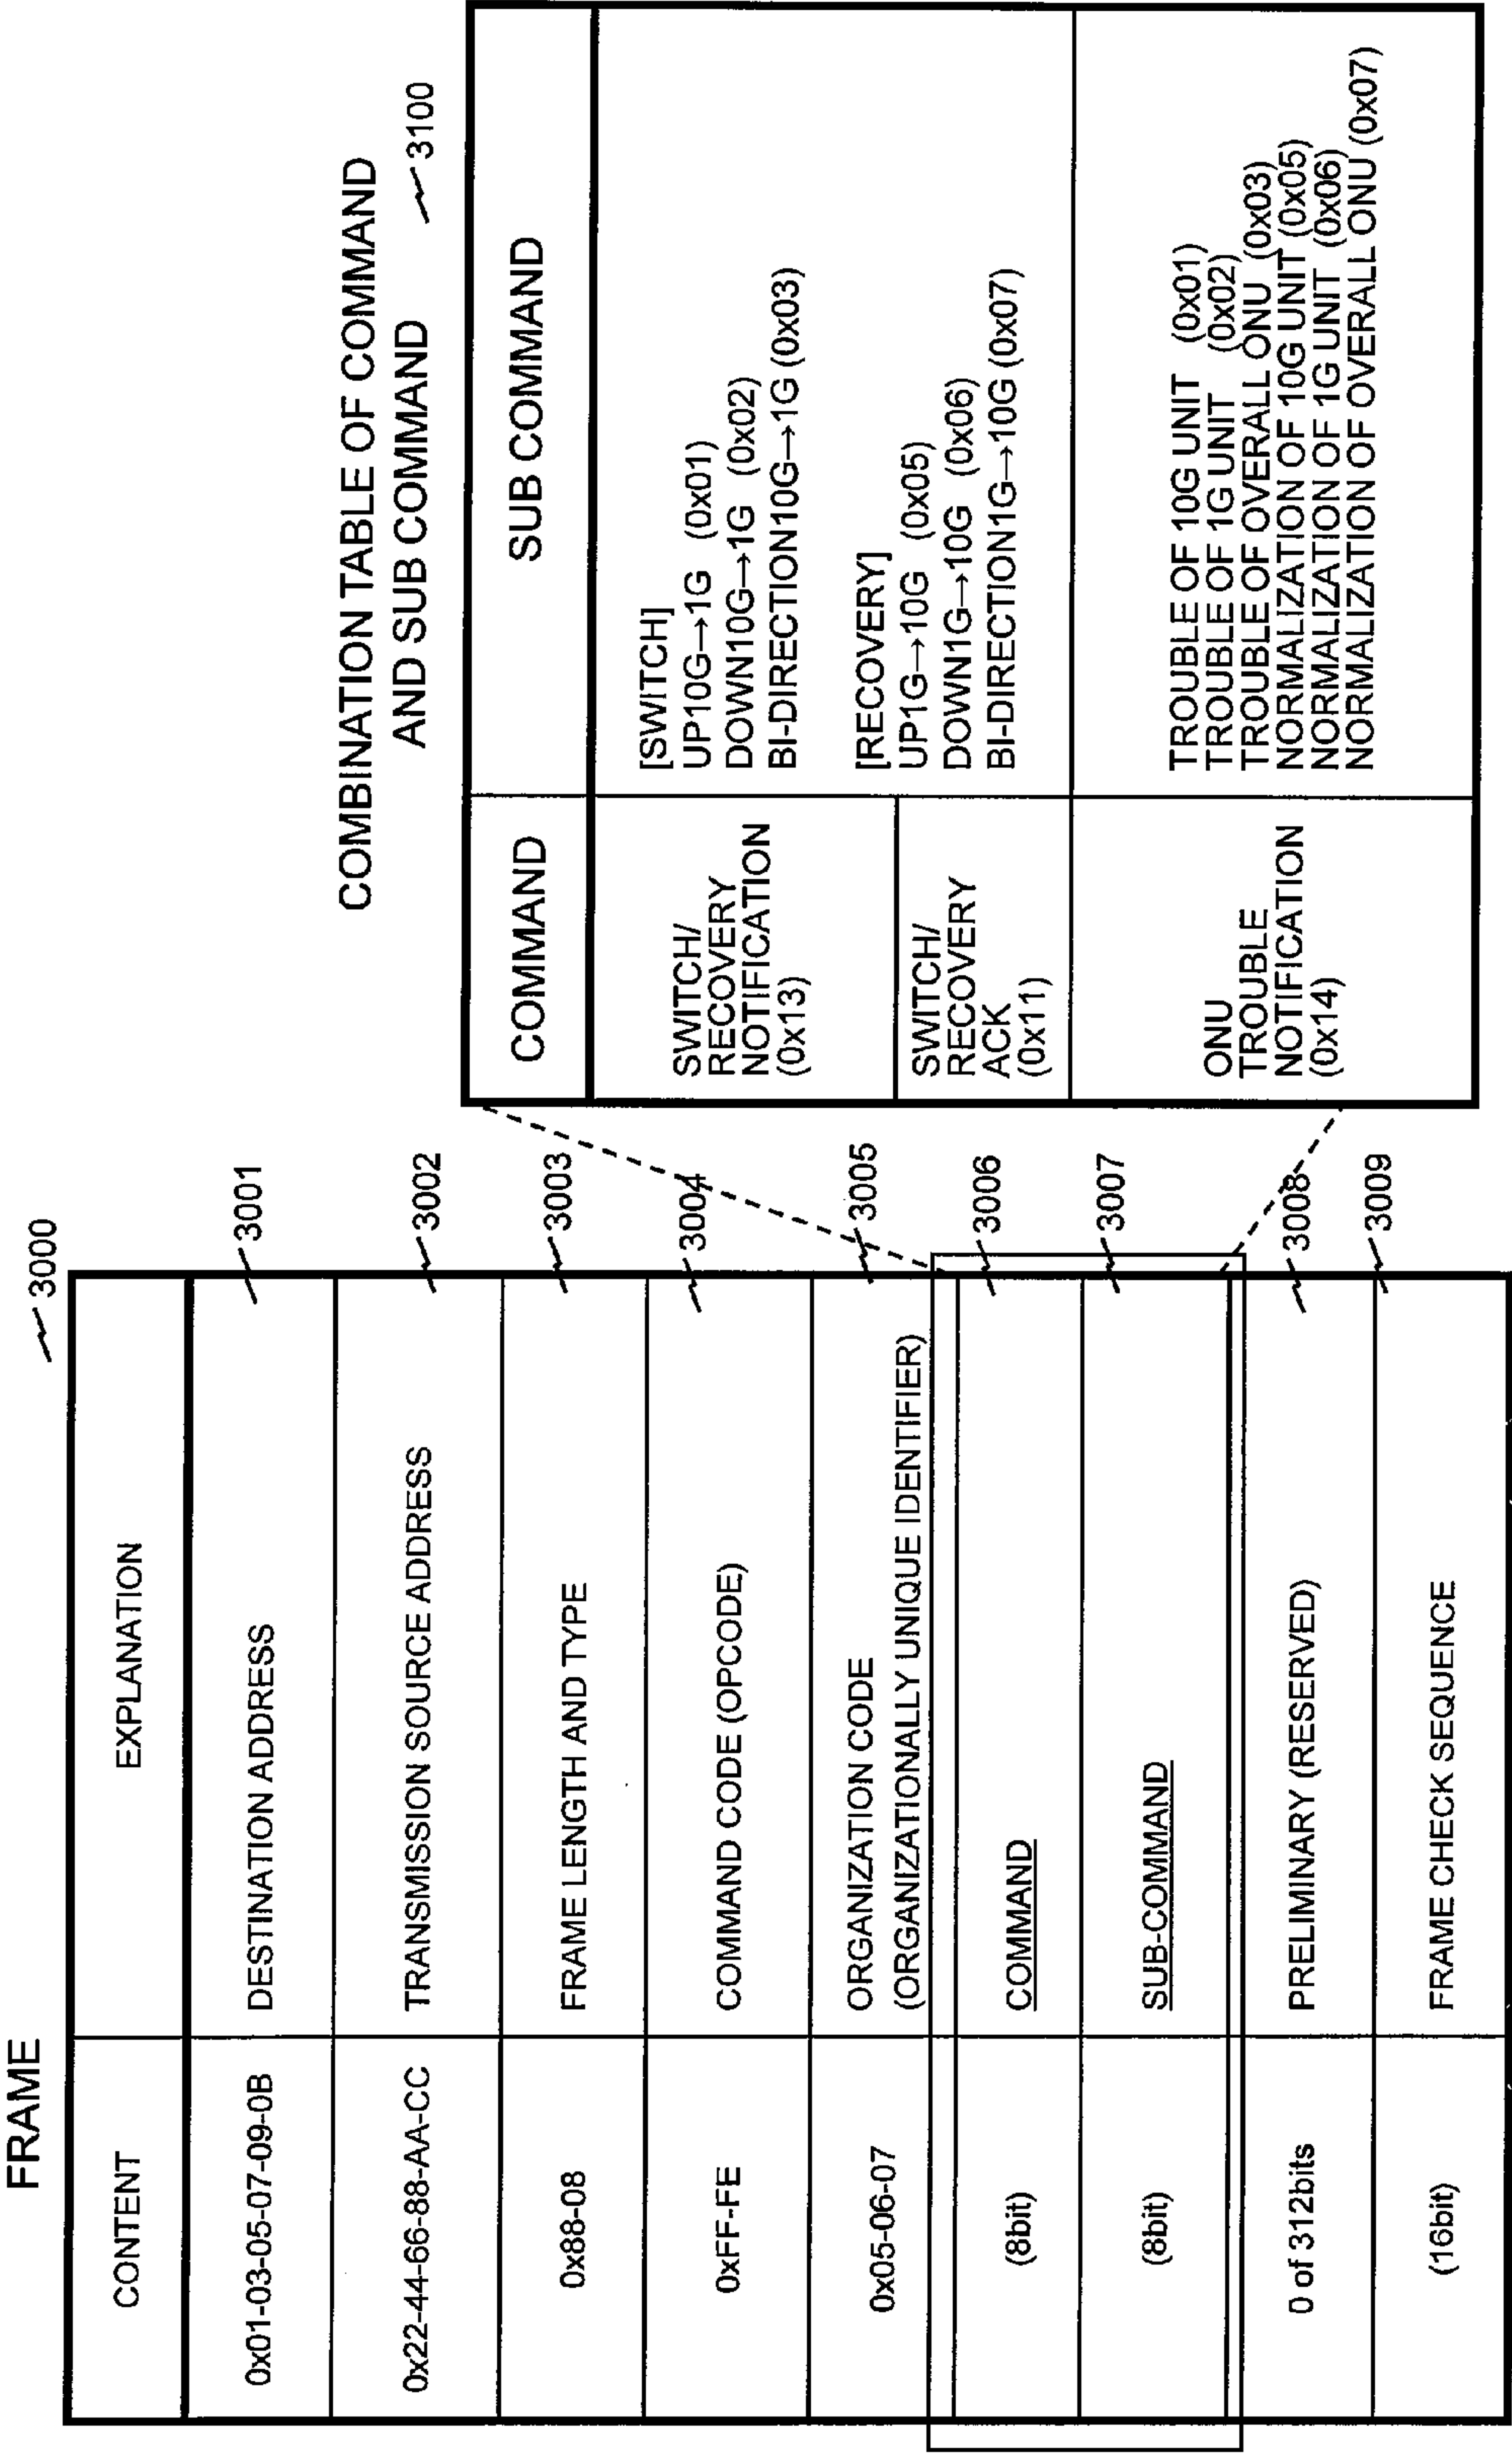 FRAME
3000
CONTENT EXPLANATION
0x01-03-05-07-09-0B DESTINATION ADDRESS 3001
0x22-44-66-88-AA-CC TRANSMISSION SOURCE ADDRESS 3002
0x88-08 FRAME LENGTH AND TYPE 3003
0xFF-FE COMMAND CODE (OPCODE) 3004
0x05-06-07 ORGANIZATION CODE 3005
(ORGANIZATIONALLY UNIQUE IDENTIFIER)
(8bit) COMMAND 3006
(8bit) SUB-COMMAND 3007
0 of 312bits PRELIMINARY (RESERVED) 3008
(16bit) FRAME CHECK SEQUENCE 3009
COMBINATION TABLE OF COMMAND
AND SUB COMMAND 3100
COMMAND SUB COMMAND
SWITCH/
RECOVERY
NOTIFICATION
(0x13)
SWITCH/
RECOVERY
ACK
(0x11)
[SWITCH]
UP10G→1G (0x01)
DOWN10G→1G (0x02)
BI-DIRECTION10G→1G (0x03)
[RECOVERY]
UP1G→10G (0x05)
DOWN1G→10G (0x06)
BI-DIRECTION1G→10G (0x07)
ONU
TROUBLE
NOTIFICATION
(0x14)
TROUBLE OF 10G UNIT (0x01)
TROUBLE OF 1G UNIT (0x02)
TROUBLE OF OVERALL ONU (0x03)
NORMALIZATION OF 10G UNIT (0x05)
NORMALIZATION OF 1G UNIT (0x06)
NORMALIZATION OF OVERALL ONU (0x07)